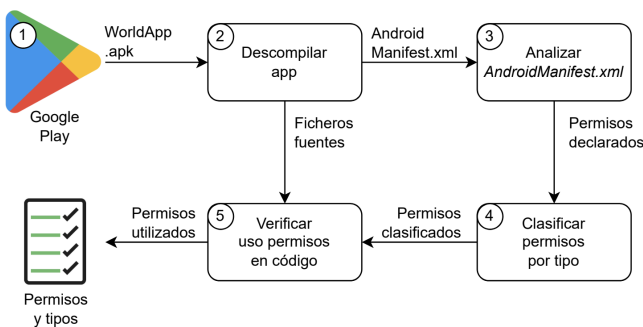 1
Google
Play
WorldApp
.apk
2
Descompilar
app
Android
Manifest.xml
3
Analizar
AndroidManifest.xml
Ficheros
fuentes
Permisos
declarados
4
Clasificar
permisos
por tipo
Permisos
clasificados
5
Verificar
uso permisos
en código
Permisos
utilizados
Permisos
y tipos